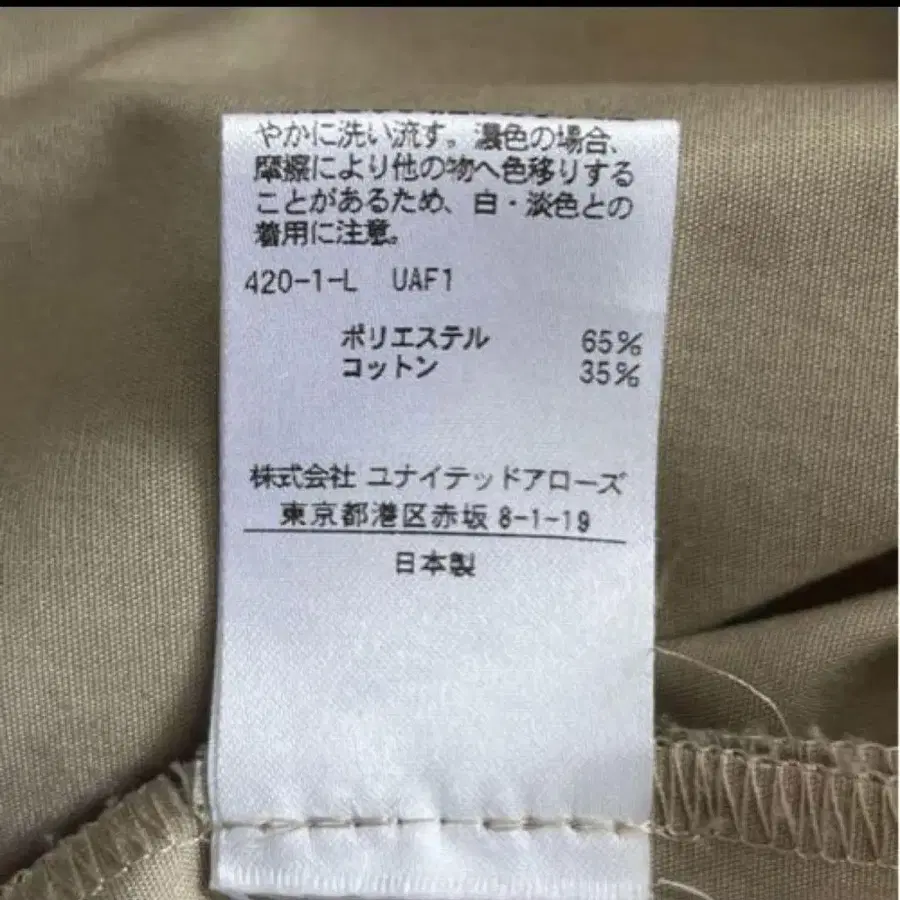 やかに洗い流す。濃色の場合、
摩擦により他の物へ色移りする
ことがあるため、白・淡色との
着用に注意。
420-1-L UAF1
ポリエステル 65%
コットン 35%
株式会社 ユナイテッドアローズ
東京都港区赤坂 8-1-19
日本製